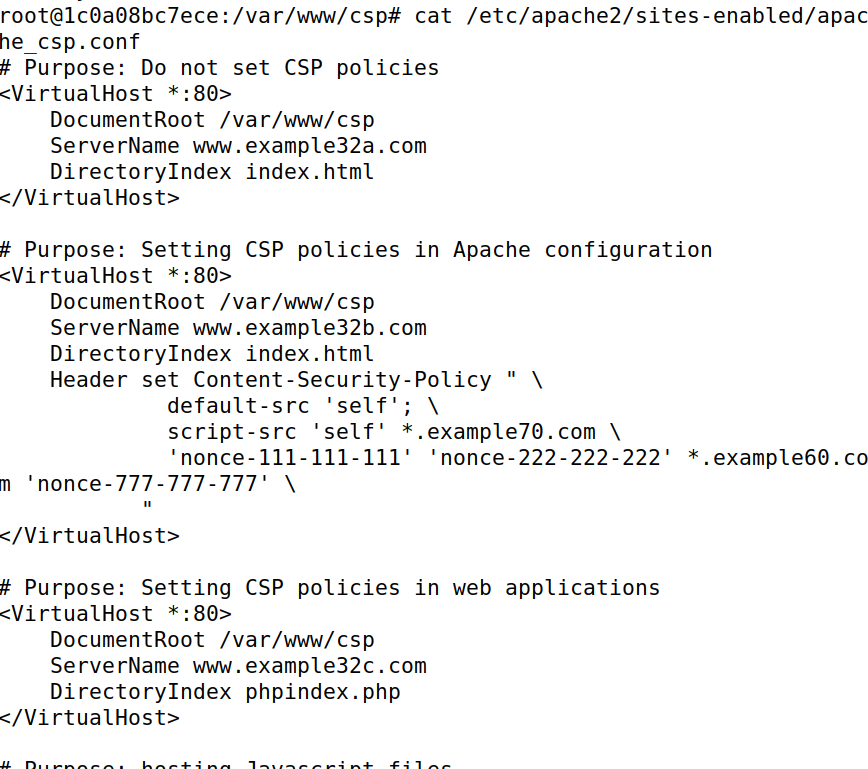 root@1c0a08bc7ece:/var/www/csp# cat /etc/apache2/sites-enabled/apac
he_csp.conf
# Purpose: Do not set CSP policies
<VirtualHost *:80>
    DocumentRoot /var/www/csp
    ServerName www.example32a.com
    DirectoryIndex index.html
</VirtualHost>

# Purpose: Setting CSP policies in Apache configuration
<VirtualHost *:80>
    DocumentRoot /var/www/csp
    ServerName www.example32b.com
    DirectoryIndex index.html
    Header set Content-Security-Policy " \
             default-src 'self'; \
             script-src 'self' *.example70.com \
             'nonce-111-111-111' 'nonce-222-222-222' *.example60.co
m 'nonce-777-777-777' \
           "
</VirtualHost>

# Purpose: Setting CSP policies in web applications
<VirtualHost *:80>
    DocumentRoot /var/www/csp
    ServerName www.example32c.com
    DirectoryIndex phpindex.php
</VirtualHost>

# Purpose: hosting Javascript files